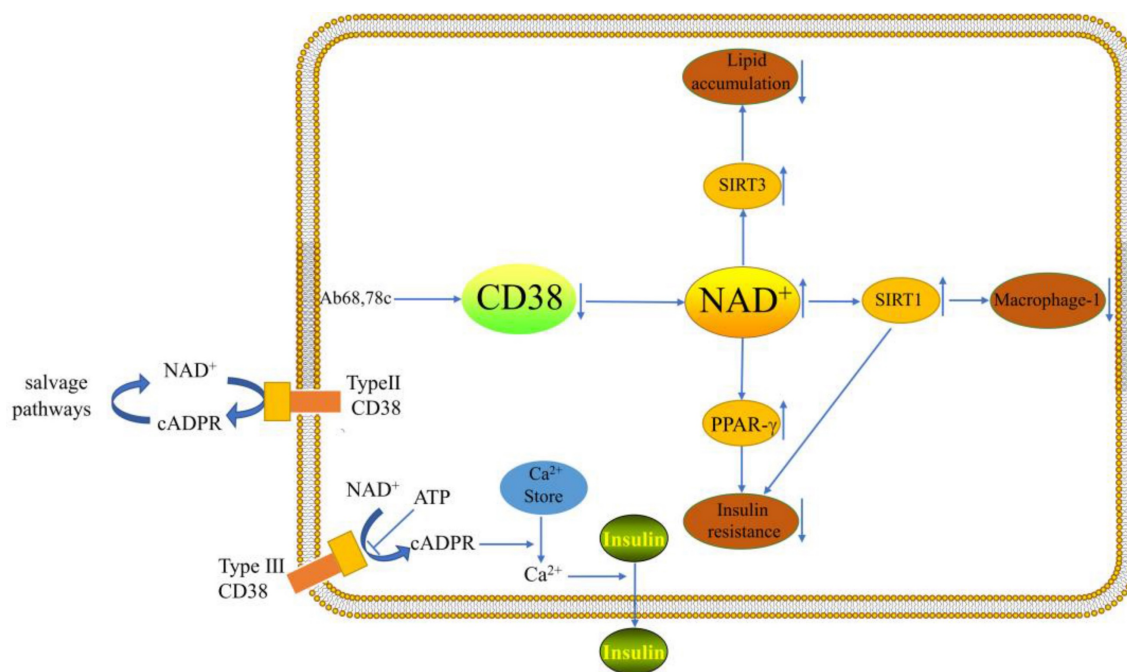 Lipid
accumulation
SIRT3
Ab68,78c
CD38
NAD⁺
SIRT1
Macrophage-1
salvage
pathways
NAD⁺
cADPR
TypeII
CD38
PPAR-γ
NAD⁺
ATP
Ca²⁺
Store
Insulin
resistance
cADPR
Insulin
Ca²⁺
Type III
CD38
Insulin